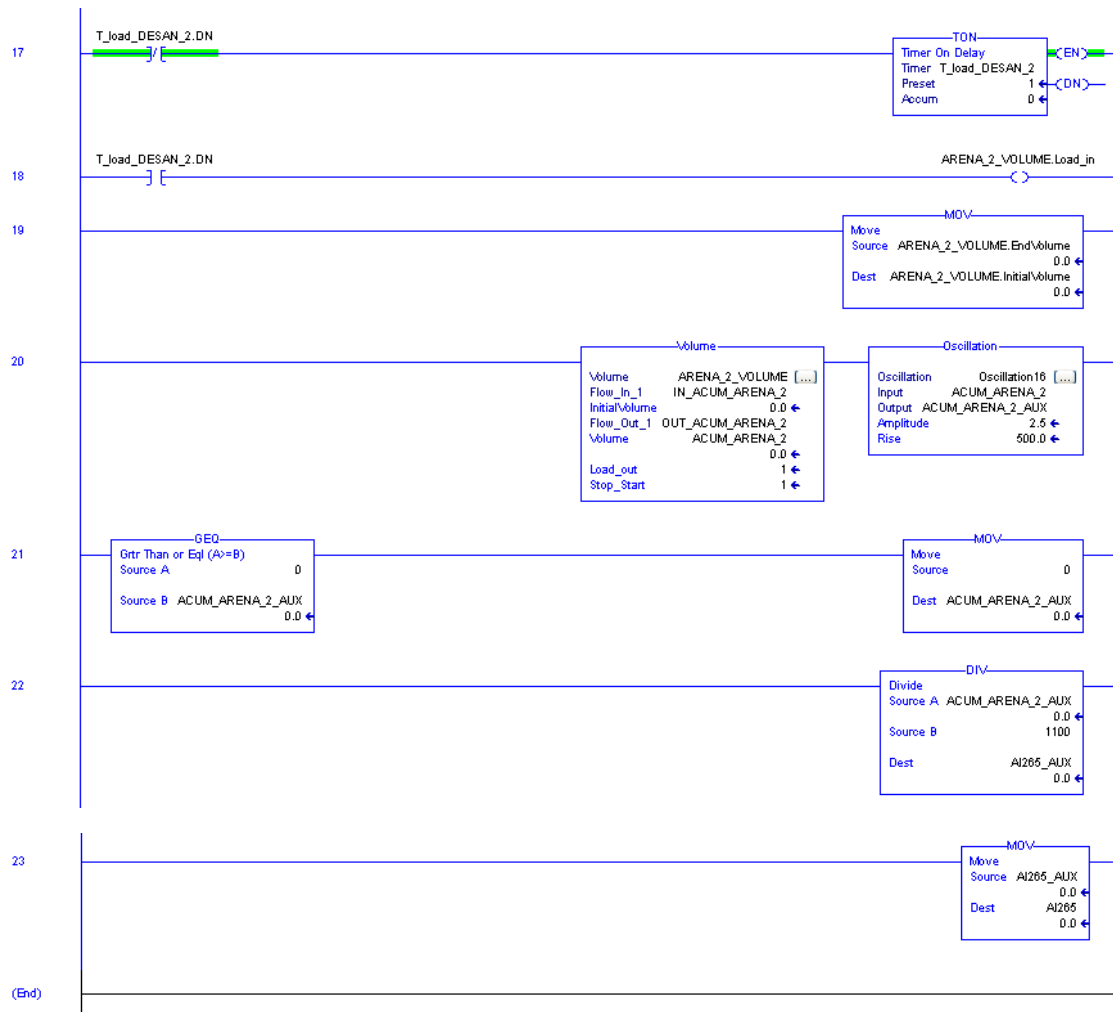 T_load_DESAN_2.DN
17
TON
Timer On Delay
Timer T_load_DESAN_2
Preset 1
Accum 0
EN
DN
T_load_DESAN_2.DN
ARENA_2_VOLUME.Load_in
18
MOV
19
Move
Source ARENA_2_VOLUME.EndVolume
0.0
Dest ARENA_2_VOLUME.InitialVolume
0.0
20
Volume
Volume ARENA_2_VOLUME ...
Flow_In_1 IN_ACUM_ARENA_2
InitialVolume 0.0
Flow_Out_1 OUT_ACUM_ARENA_2
Volume ACUM_ARENA_2
0.0
Load_out 1
Stop_Start 1
Oscillation
Oscillation Oscillation16 ...
Input ACUM_ARENA_2
Output ACUM_ARENA_2_AUX
Amplitude 2.5
Rise 500.0
21
GEQ
Grtr Than or Eql (A>=B)
Source A 0
Source B ACUM_ARENA_2_AUX
0.0
MOV
Move
Source 0
Dest ACUM_ARENA_2_AUX
0.0
22
DIV
Divide
Source A ACUM_ARENA_2_AUX
0.0
Source B 1100
Dest AI265_AUX
0.0
23
MOV
Move
Source AI265_AUX
0.0
Dest AI265
0.0
(End)